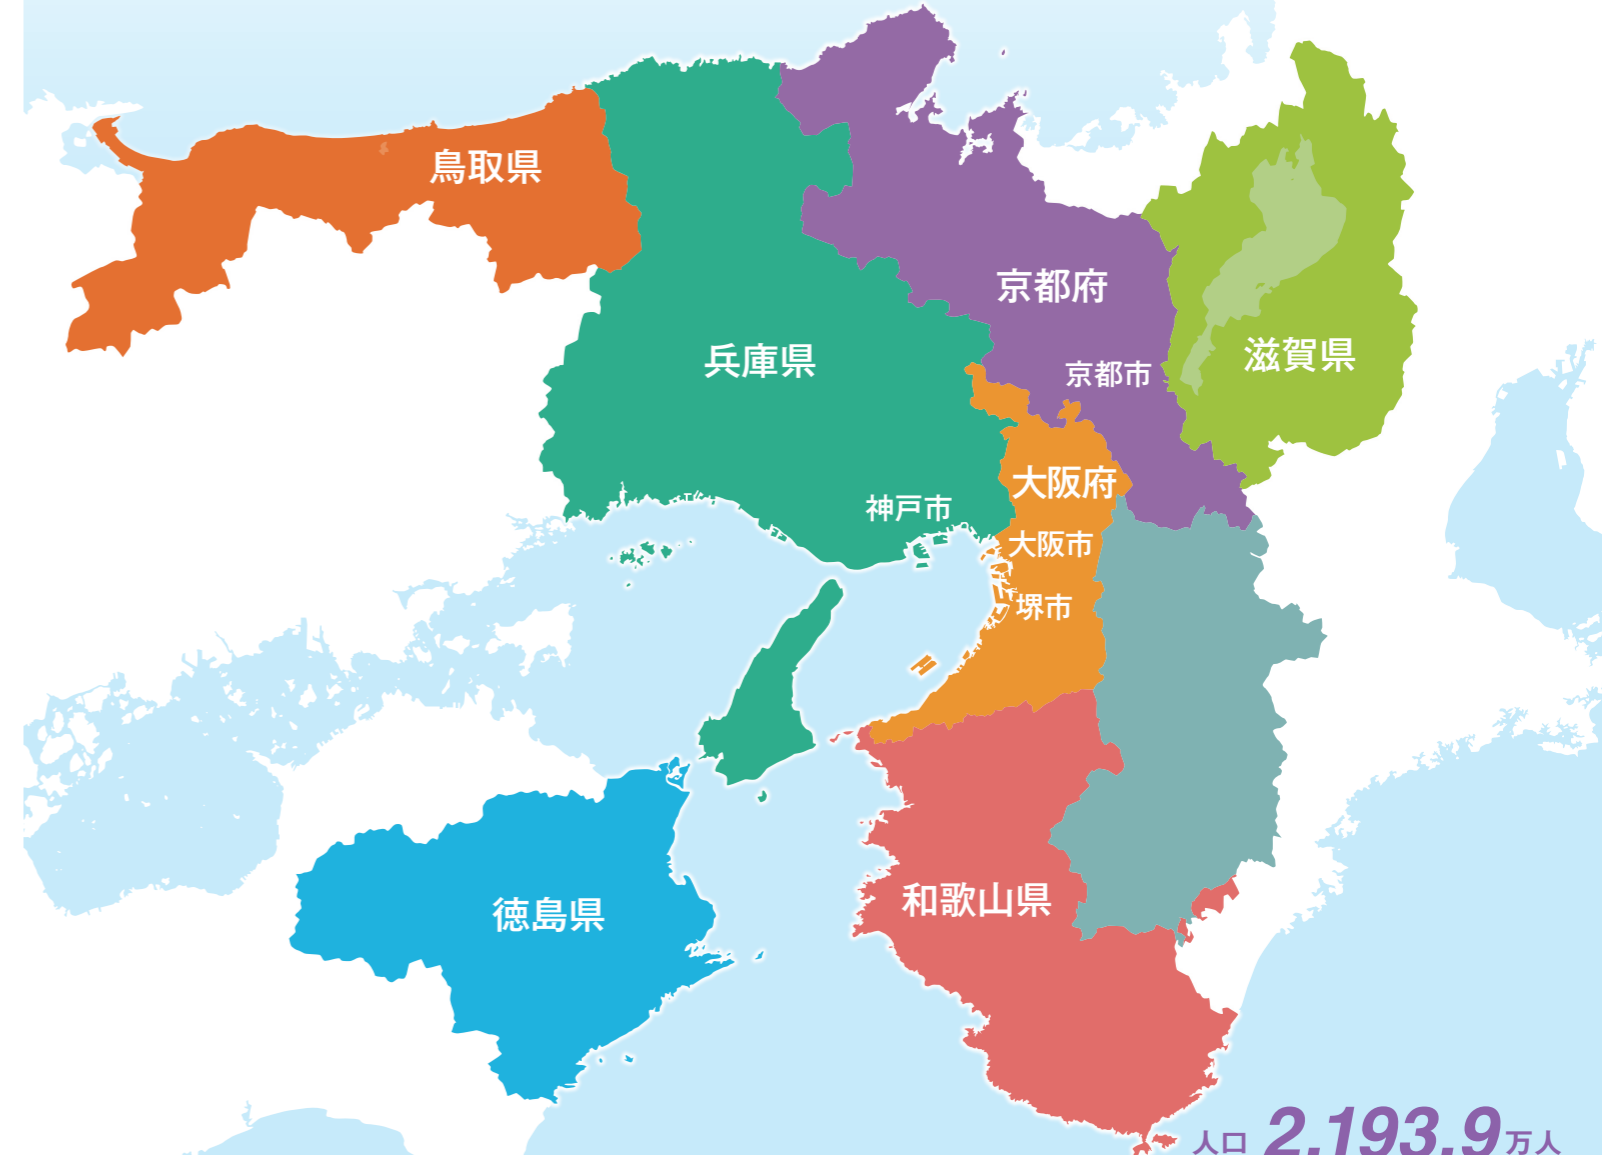 鳥取県
京都府
兵庫県
滋賀県
京都市
大阪府
神戸市
大阪市
堺市
和歌山県
徳島県
人口 2,193.9万人